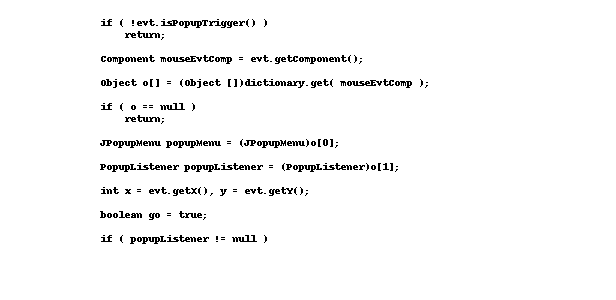 if ( !evt.isPopupTrigger() )
return;
Component mouseEvtComp = evt.getComponent();
Object o[] = (Object [])dictionary.get( mouseEvtComp );
if ( o == null )
return;
JPopupMenu popupMenu = (JPopupMenu)o[0];
PopupListener popupListener = (PopupListener)o[1];
int x = evt.getX(), y = evt.getY();
boolean go = true;
if ( popupListener != null )